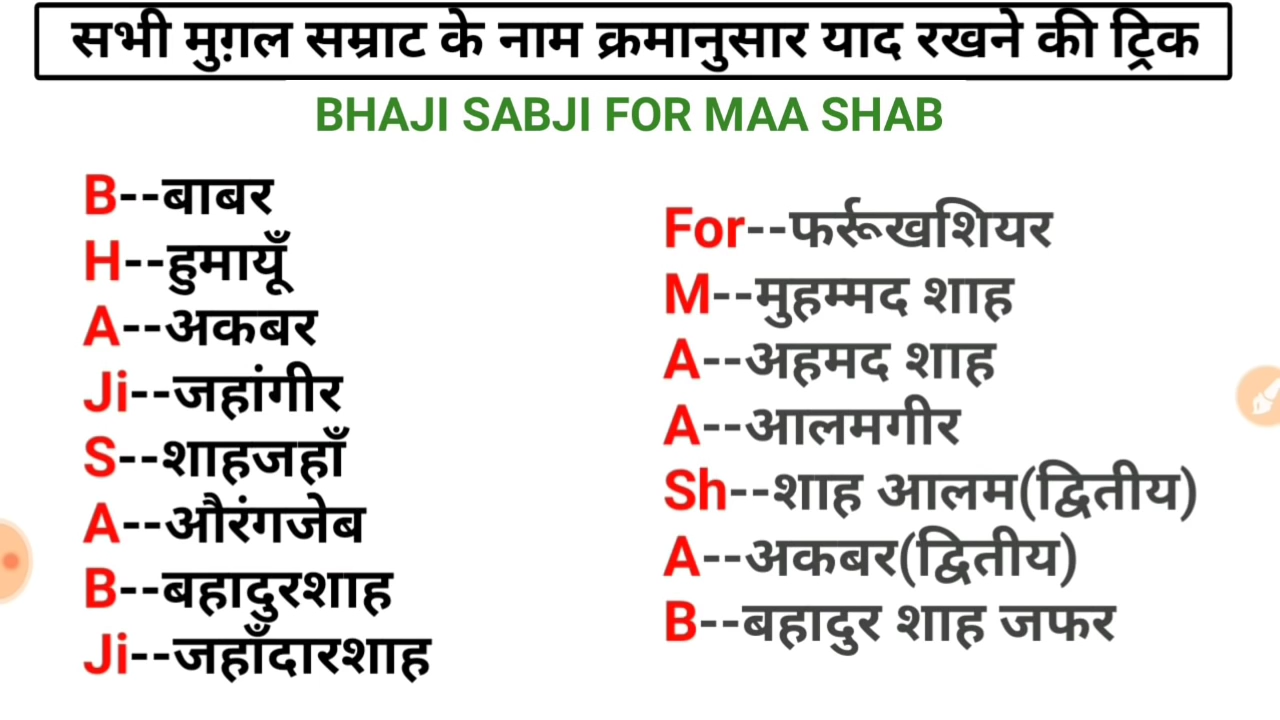 सभी मुग़ल सम्राट के नाम क्रमानुसार याद रखने की ट्रिक
BHAJI SABJI FOR MAA SHAB
B--बाबर
H--हुमायूँ
A--अकबर
Ji--जहांगीर
S--शाहजहाँ
A--औरंगजेब
B--बहादुरशाह
Ji--जहाँदारशाह
For--फर्रूखशियर
M--मुहम्मद शाह
A--अहमद शाह
A--आलमगीर
Sh--शाह आलम(द्वितीय)
A--अकबर(द्वितीय)
B--बहादुर शाह जफर